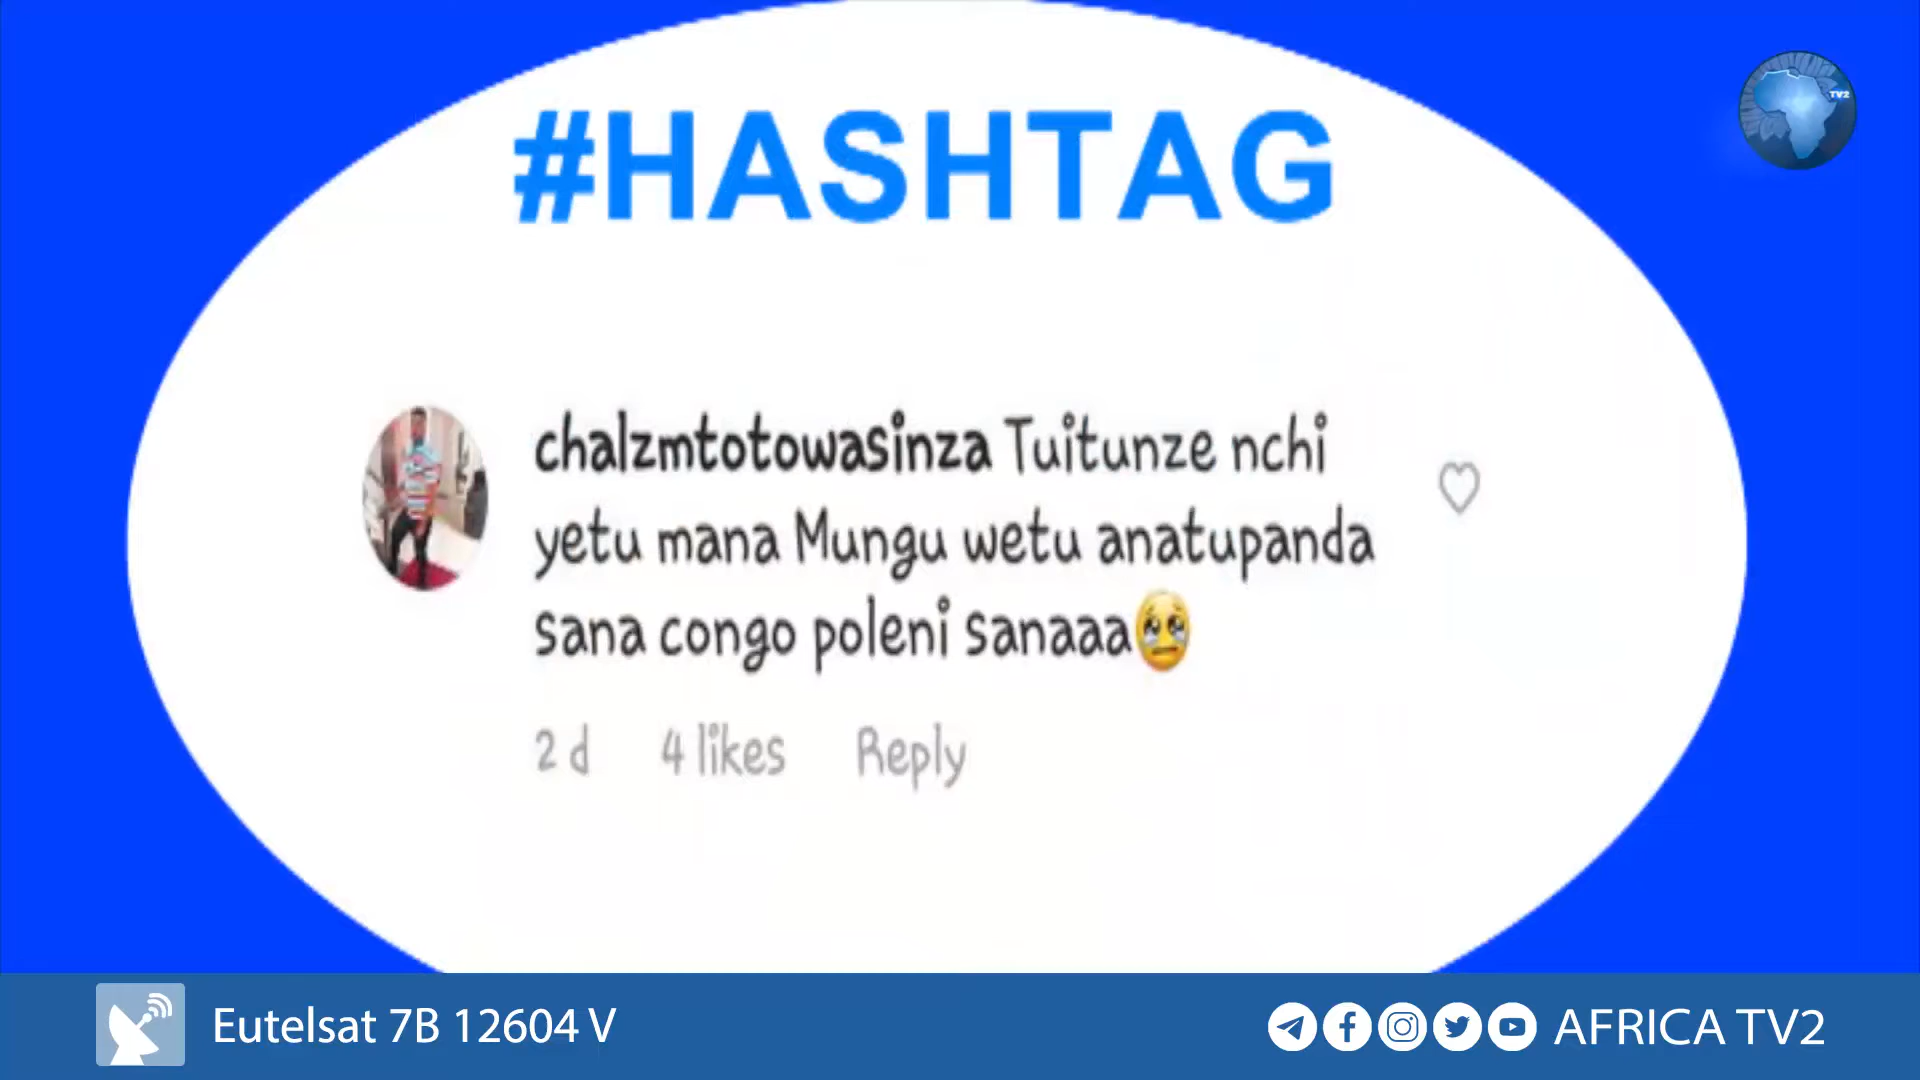 TV2
#HASHTAG
chalzmtotowasinza Tuitunze nchi
yetu mana Mungu wetu anatupanda
sana congo poleni sanaaa🥹
2 d 4 likes Reply
Eutelsat 7B 12604 V
AFRICA TV2